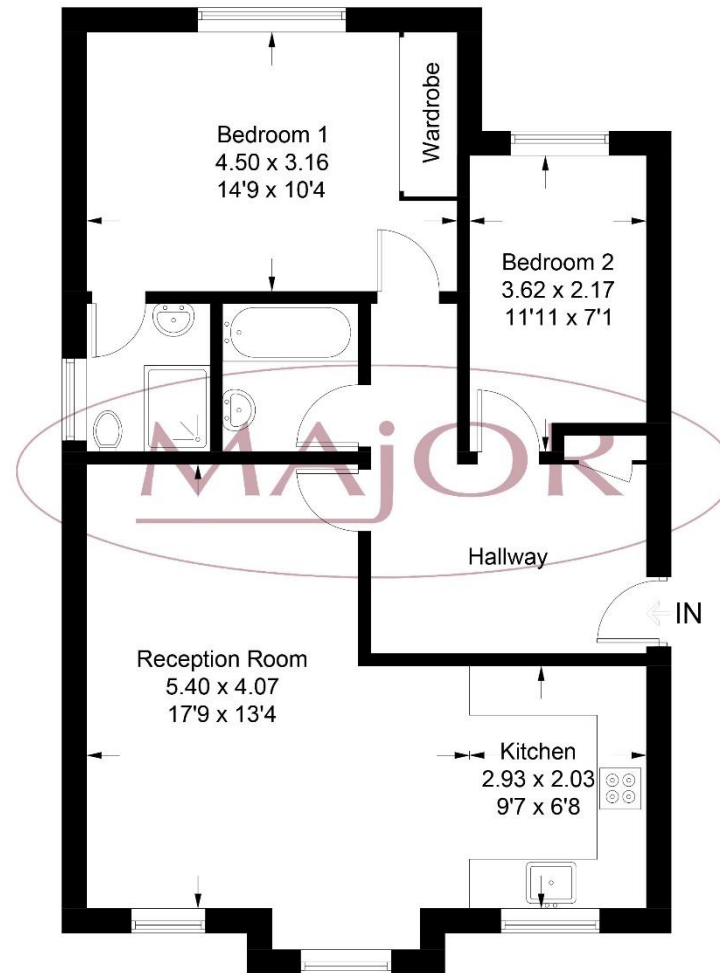 Bedroom 1
4.50 x 3.16
14'9 x 10'4
Wardrobe
Bedroom 2
3.62 x 2.17
11'11 x 7'1
MAjOR
Hallway
IN
Reception Room
5.40 x 4.07
17'9 x 13'4
Kitchen
2.93 x 2.03
9'7 x 6'8